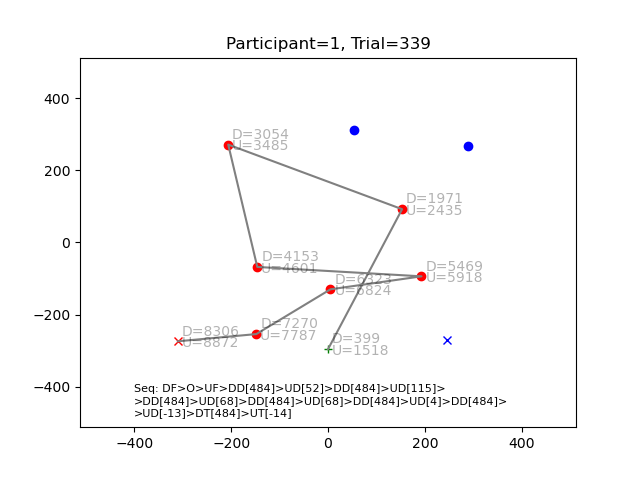 Participant=1, Trial=339
400
200
0
−200
−400
−400
−200
0
200
400
D=3054
U=3485
D=1971
U=2435
D=4153
U=4601
D=5469
U=5918
D=6323
U=6824
D=7270
U=7787
D=8306
U=8872
D=399
U=1518
Seq: DF>O>UF>DD[484]>UD[52]>DD[484]>UD[115]>
>DD[484]>UD[68]>DD[484]>UD[68]>DD[484]>UD[4]>DD[484]>
>UD[-13]>DT[484]>UT[-14]